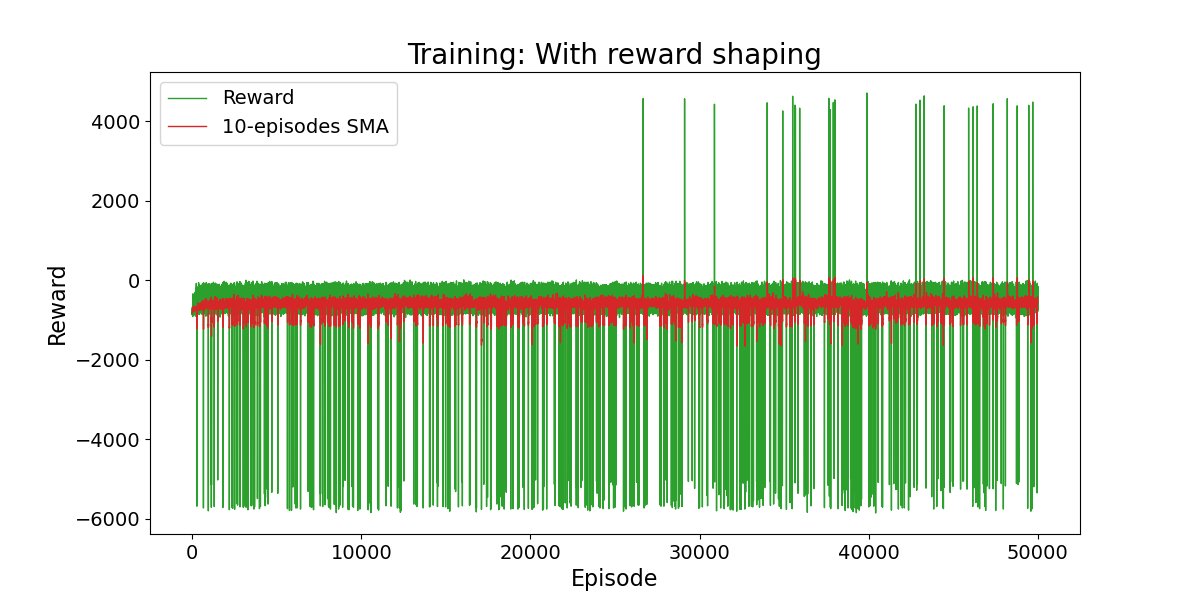 Training: With reward shaping
Reward
10-episodes SMA
4000
2000
0
−2000
−4000
−6000
Reward
0
10000
20000
30000
40000
50000
Episode